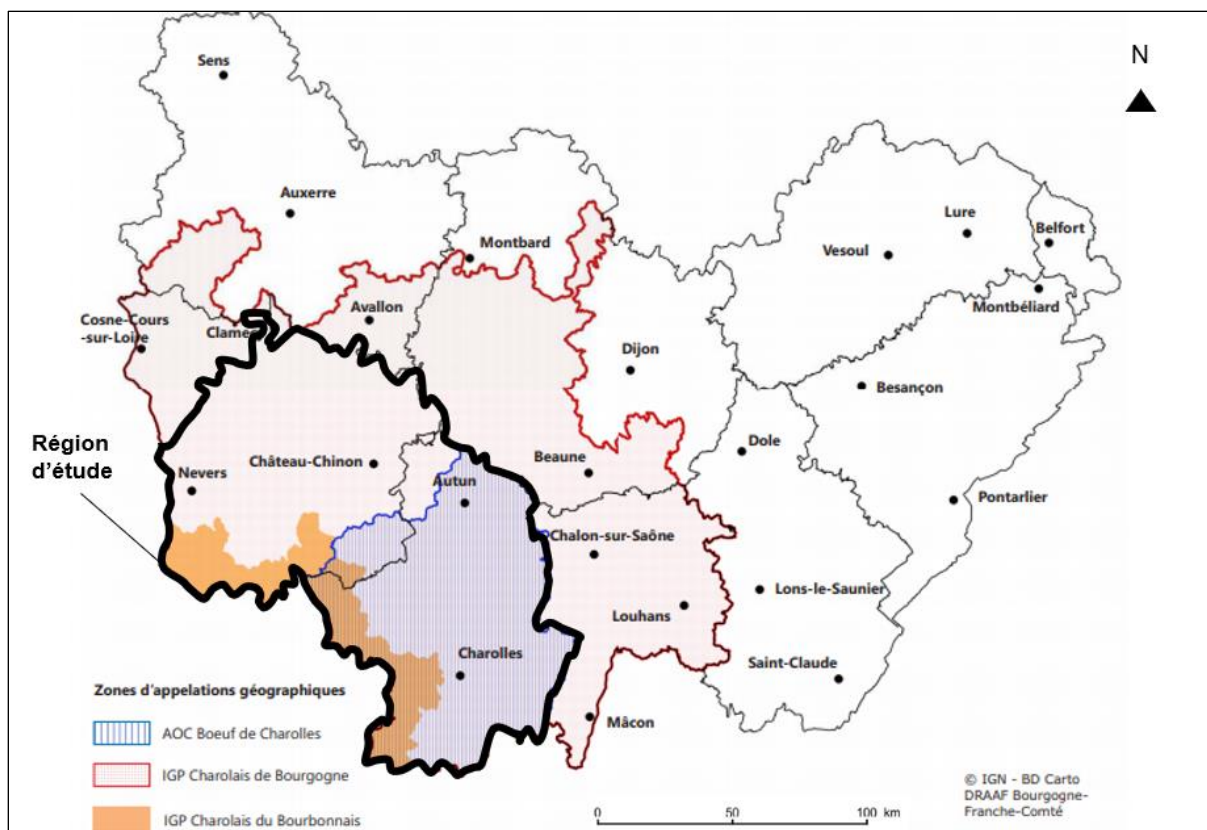 N
Sens
Auxerre
Montbard
Lure
Belfort
Vesoul
Montbéliard
Avallon
Cosne-Cours
-sur-Loire
Clamec
Dijon
Besançon
Région
d'étude
Dole
Beaune
Château-Chinon
Nevers
Autun
Pontarlier
Chalon-sur-Saône
Lons-le-Saunier
Louhans
Charolles
Saint-Claude
Mâcon
Zones d'appelations géographiques
AOC Boeuf de Charolles
IGP Charolais de Bourgogne
IGP Charolais du Bourbonnais
0 50 100 km
© IGN - BD Carto
DRAAF Bourgogne-
Franche-Comté